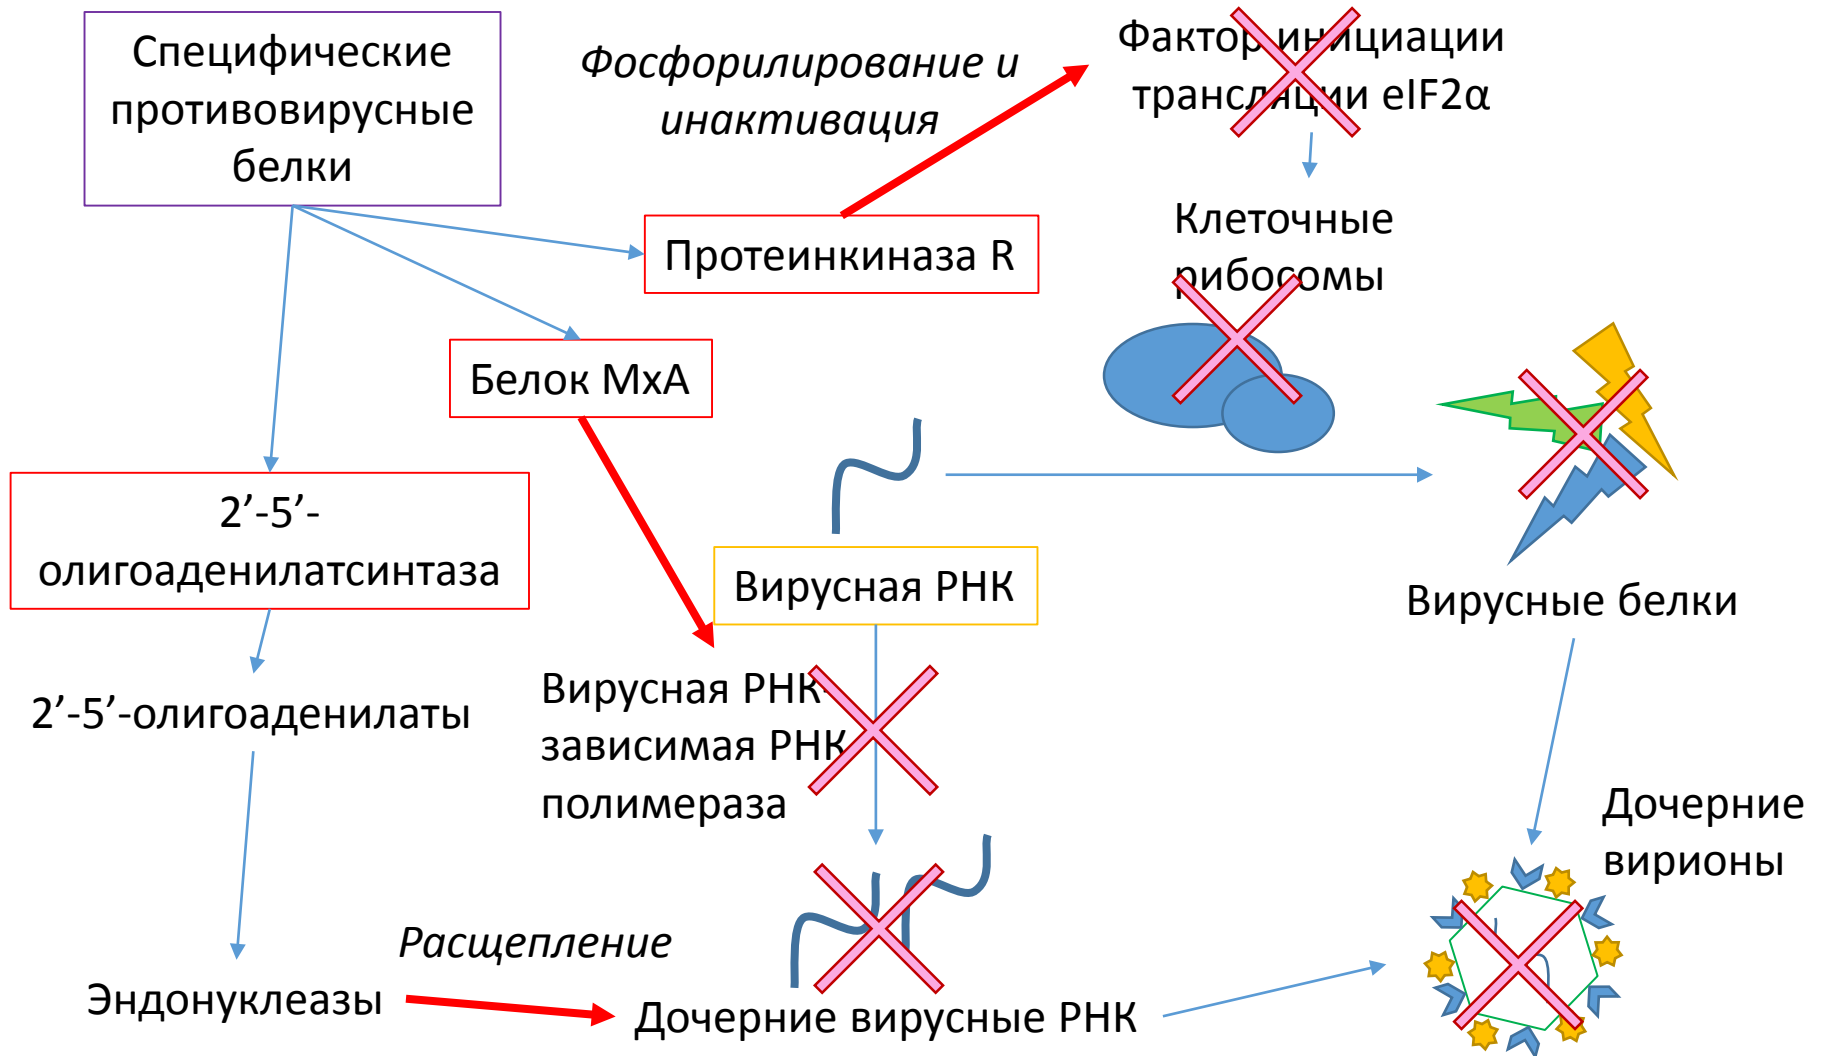 Специфические
противовирусные
белки
Фосфорилирование и
инактивация
Фактор инициации
трансляции eIF2α
Протеинкиназа R
Клеточные
рибосомы
Белок MxA
2’-5’-
олигоаденилатсинтаза
Вирусная РНК
Вирусные белки
2’-5’-олигоаденилаты
Вирусная РНК-
зависимая РНК
полимераза
Дочерние
вирионы
Расщепление
Эндонуклеазы
Дочерние вирусные РНК